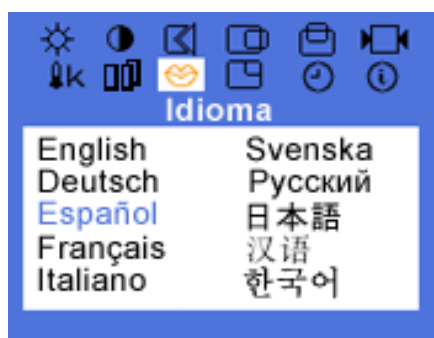 K
Idioma
English Svenska
Deutsch Русский
Español 日本語
Français 汉语
Italiano 한국어